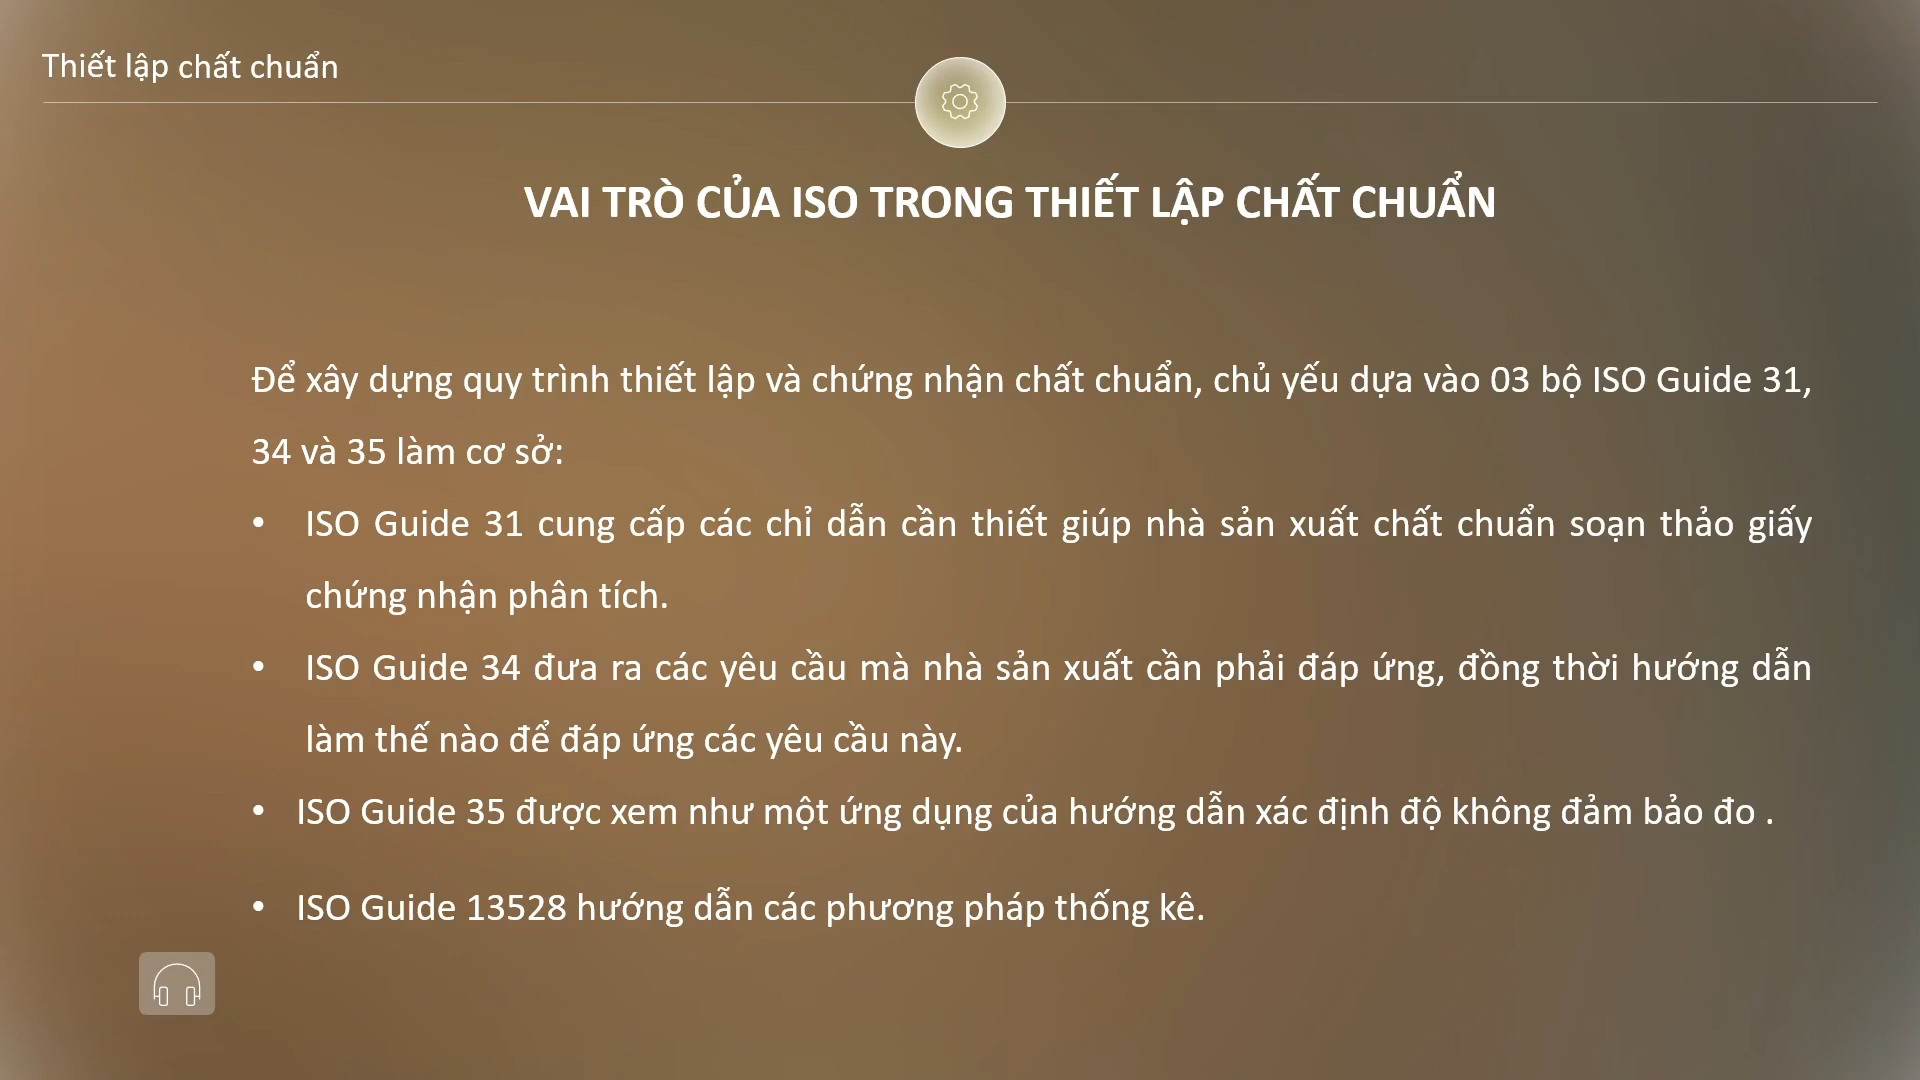 Thiết lập chất chuẩn
VAI TRÒ CỦA ISO TRONG THIẾT LẬP CHẤT CHUẨN
Để xây dựng quy trình thiết lập và chứng nhận chất chuẩn, chủ yếu dựa vào 03 bộ ISO Guide 31,
34 và 35 làm cơ sở:
• ISO Guide 31 cung cấp các chỉ dẫn cần thiết giúp nhà sản xuất chất chuẩn soạn thảo giấy
chứng nhận phân tích.
• ISO Guide 34 đưa ra các yêu cầu mà nhà sản xuất cần phải đáp ứng, đồng thời hướng dẫn
làm thế nào để đáp ứng các yêu cầu này.
• ISO Guide 35 được xem như một ứng dụng của hướng dẫn xác định độ không đảm bảo đo .
• ISO Guide 13528 hướng dẫn các phương pháp thống kê.